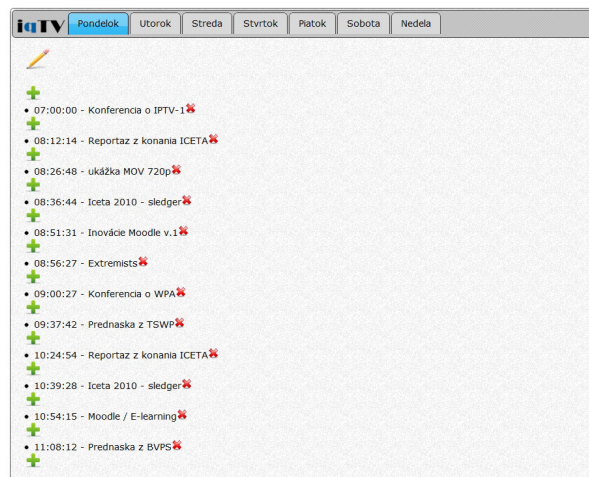 iqTV Pondelok Utorok Streda Stvrtok Piatok Sobota Nedela
• 07:00:00 - Konferencia o IPTV-1
• 08:12:14 - Reportaz z konania ICETA
• 08:26:48 - ukážka MOV 720p
• 08:36:44 - Iceta 2010 - sledger
• 08:51:31 - Inovácie Moodle v.1
• 08:56:27 - Extremists
• 09:00:27 - Konferencia o WPA
• 09:37:42 - Prednaska z TSWP
• 10:24:54 - Reportaz z konania ICETA
• 10:39:28 - Iceta 2010 - sledger
• 10:54:15 - Moodle / E-learning
• 11:08:12 - Prednaska z BVPS